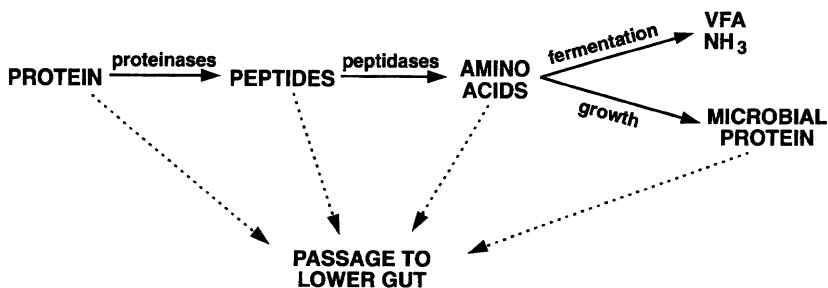 PROTEIN
proteinases
PEPTIDES
peptidases
AMINO
ACIDS
fermentation
VFA
NH3
growth
MICROBIAL
PROTEIN
PASSAGE TO
LOWER GUT